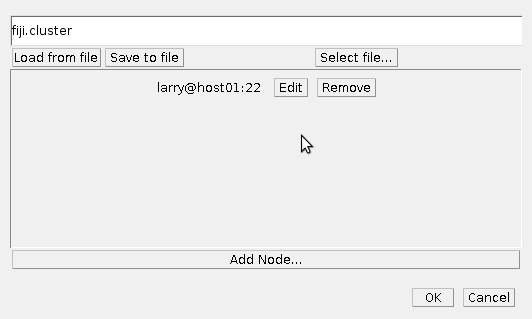 fiji.cluster
Load from file Save to file Select file...
larry@host01:22 Edit Remove
Add Node...
OK Cancel